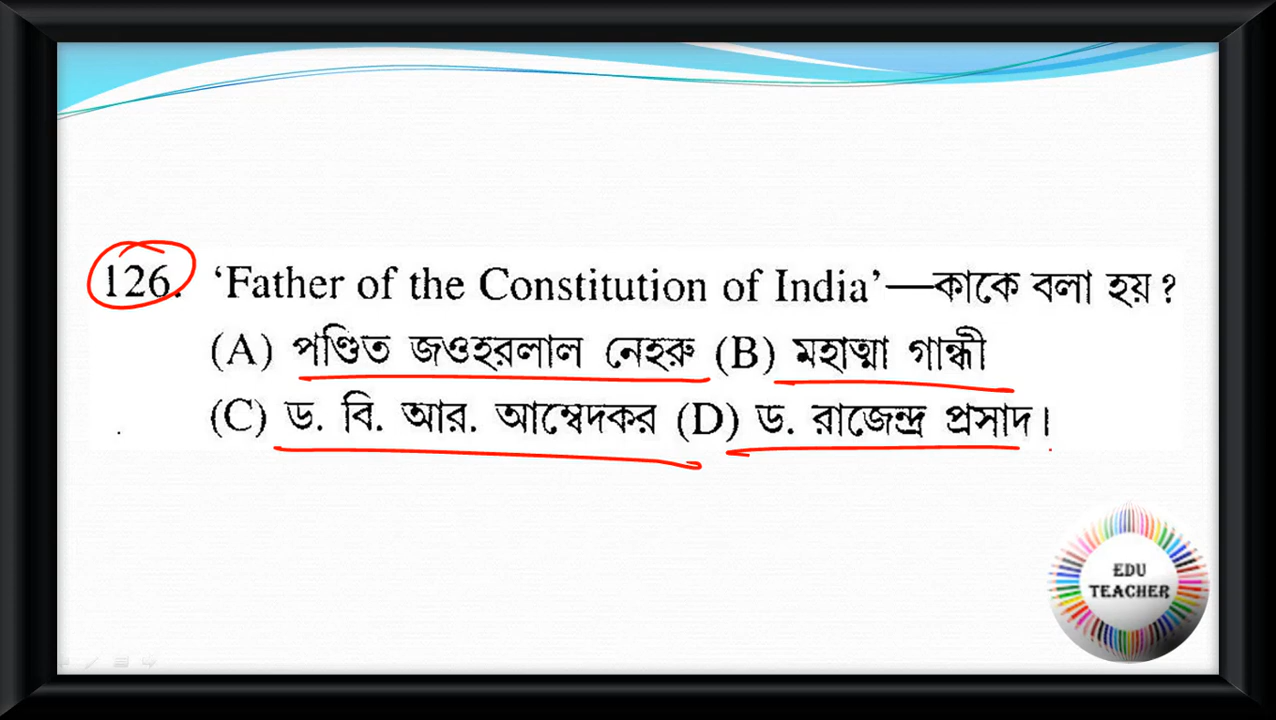 126. ‘Father of the Constitution of India’—কাকে বলা হয় ?
(A) পণ্ডিত জওহরলাল নেহরু (B) মহাত্মা গান্ধী
(C) ড. বি. আর. আম্বেদকর (D) ড. রাজেন্দ্র প্রসাদ।
EDU
TEACHER